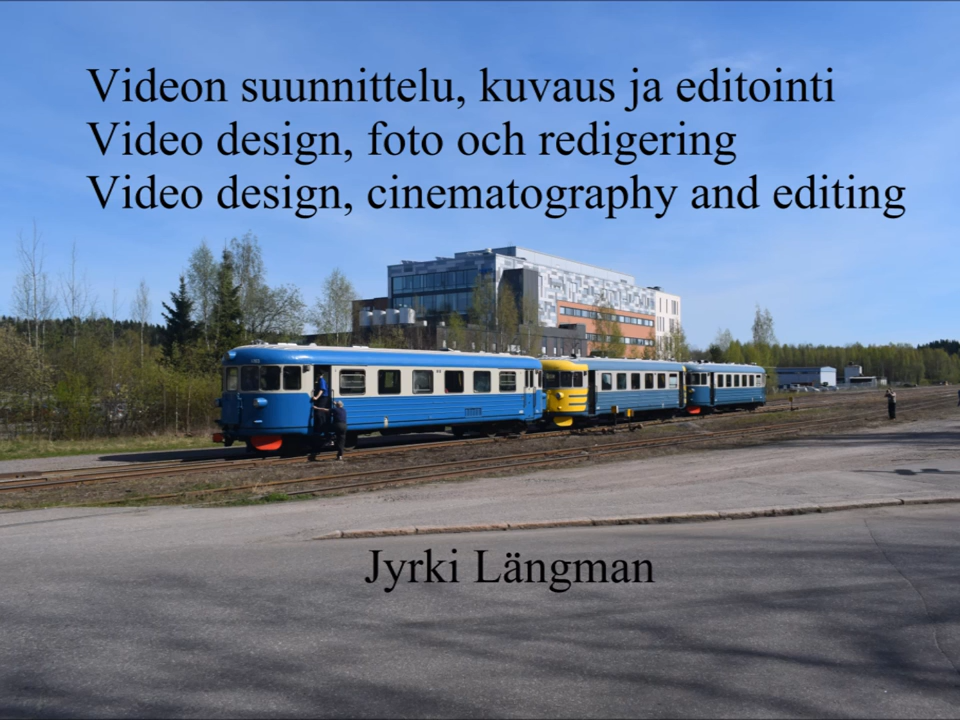 Videon suunnittelu, kuvaus ja editointi
Video design, foto och redigering
Video design, cinematography and editing
Jyrki Längman